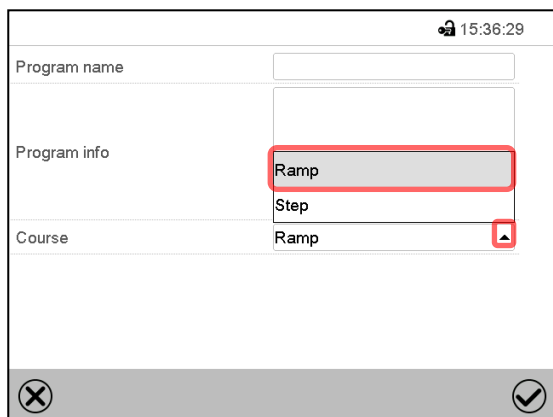 15:36:29
Program name
Program info
Ramp
Step
Course
Ramp